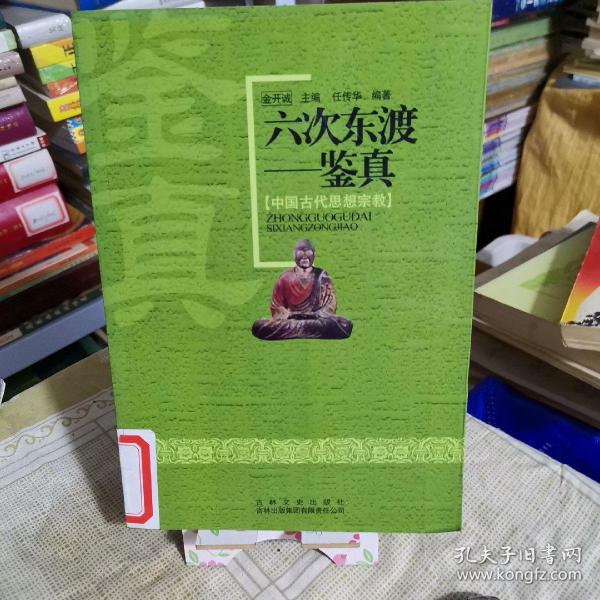 鉴真
金开诚 主编 任传华 编著
六次东渡
——鉴真
【中国古代思想宗教】
ZHONGGUOGUDAI
SIXIANGZONGJIAO
吉林文史出版社
吉林出版集团有限责任公司
孔夫子旧书网
www.kongfz.com